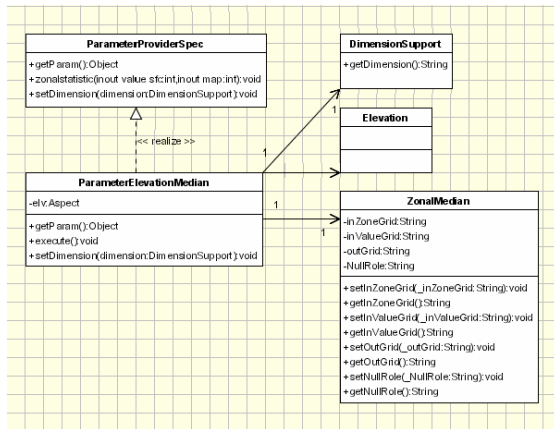 ParameterProviderSpec
+getParam():Object
+zonalstatistic(inout value sfc:int,inout map:int):void
+setDimension(dimension:DimensionSupport):void
DimensionSupport
+getDimension():String
1
<< realize >>
1
Elevation
ParameterElevationMedian
-elv:Aspect
+getParam():Object
+execute():void
+setDimension(dimension:DimensionSupport):void
1
1
ZonalMedian
-inZoneGrid:String
-inValueGrid:String
-outGrid:String
-NullRole:String
+setInZoneGrid(_inZoneGrid:String):void
+getInZoneGrid():String
+setInValueGrid(_inValueGrid:String):void
+getInValueGrid():String
+setOutGrid(_outGrid:String):void
+getOutGrid():String
+setNullRole(_NullRole:String):void
+getNullRole():String